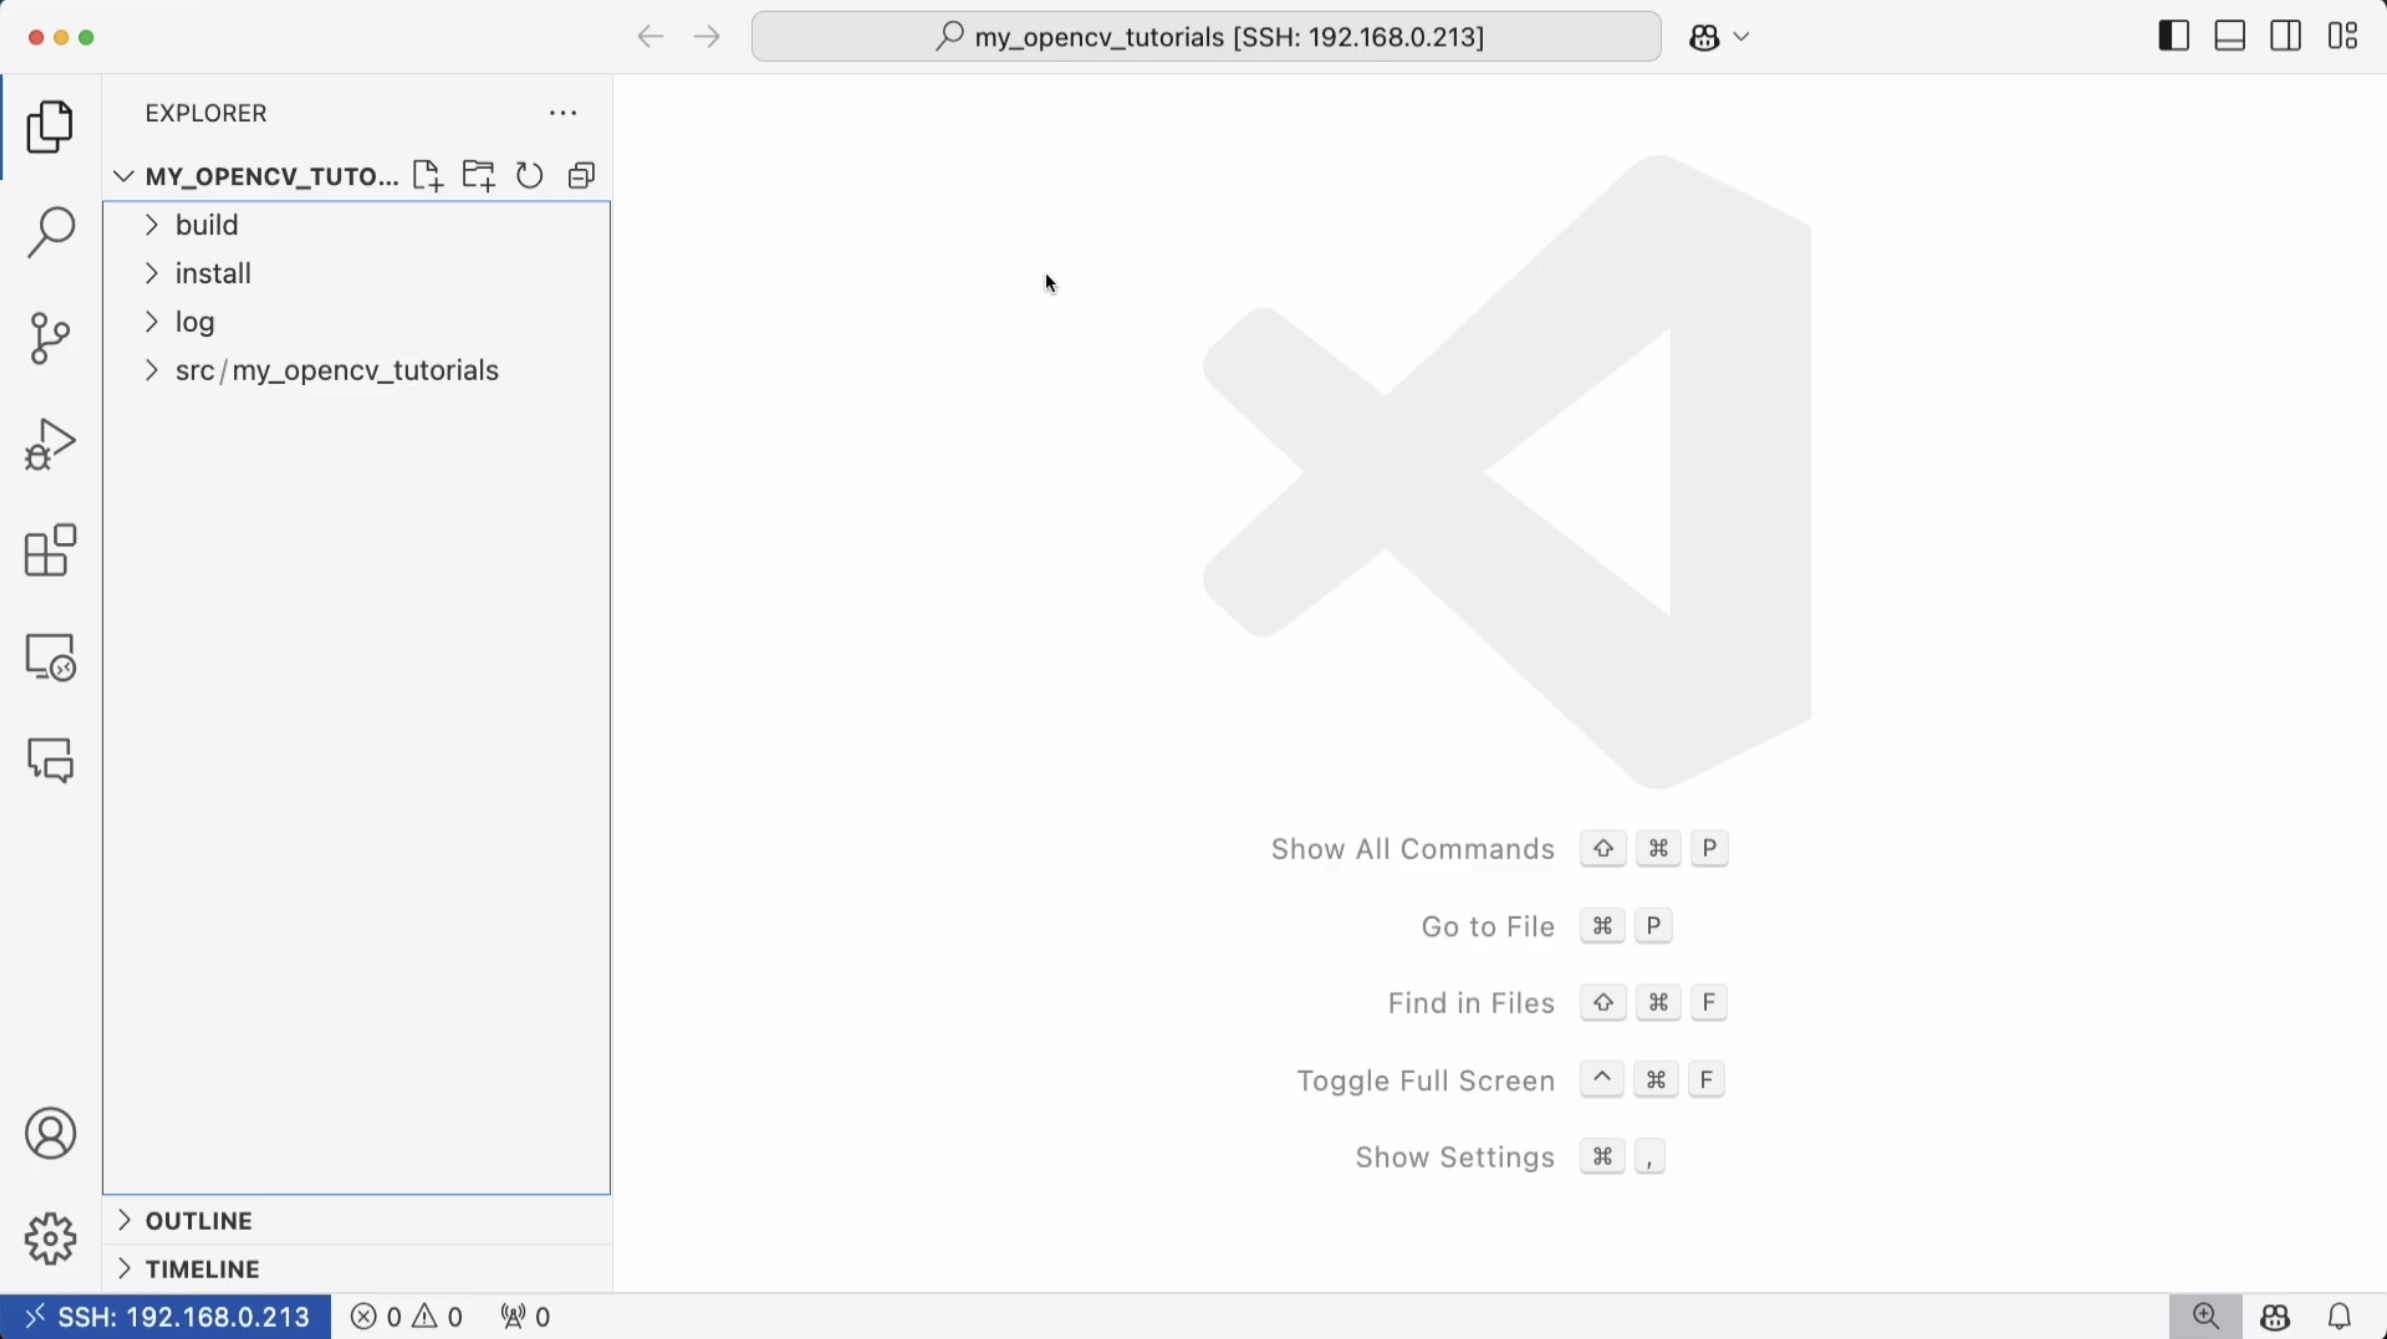 my_opencv_tutorials [SSH: 192.168.0.213]
EXPLORER
MY_OPENCV_TUTO...
build
install
log
src/my_opencv_tutorials
Show All Commands ⇧ ⌘ P
Go to File ⌘ P
Find in Files ⇧ ⌘ F
Toggle Full Screen ^ ⌘ F
Show Settings ⌘ ,
OUTLINE
TIMELINE
SSH: 192.168.0.213 0 0 0